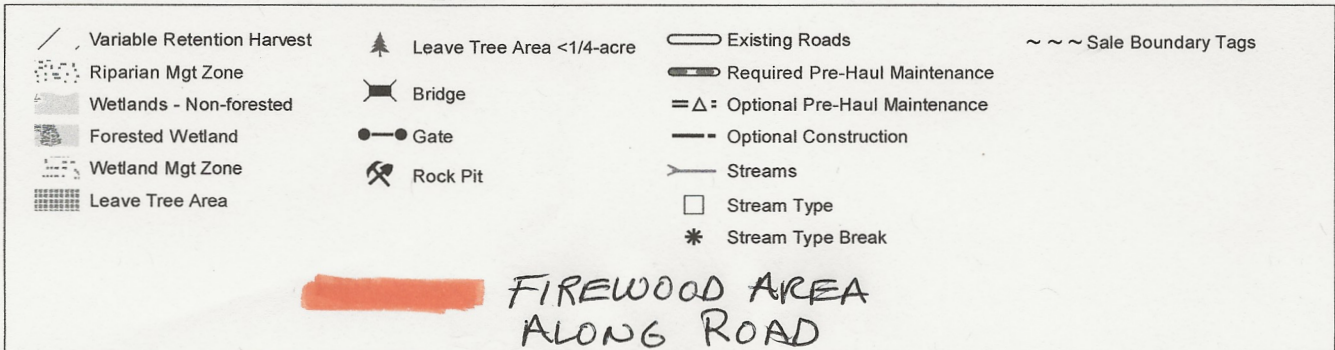 Variable Retention Harvest
Riparian Mgt Zone
Wetlands - Non-forested
Forested Wetland
Wetland Mgt Zone
Leave Tree Area
Leave Tree Area <1/4-acre
Bridge
Gate
Rock Pit
Existing Roads
Required Pre-Haul Maintenance
Optional Pre-Haul Maintenance
Optional Construction
Streams
Stream Type
Stream Type Break
Sale Boundary Tags
FIREWOOD AREA
ALONG ROAD